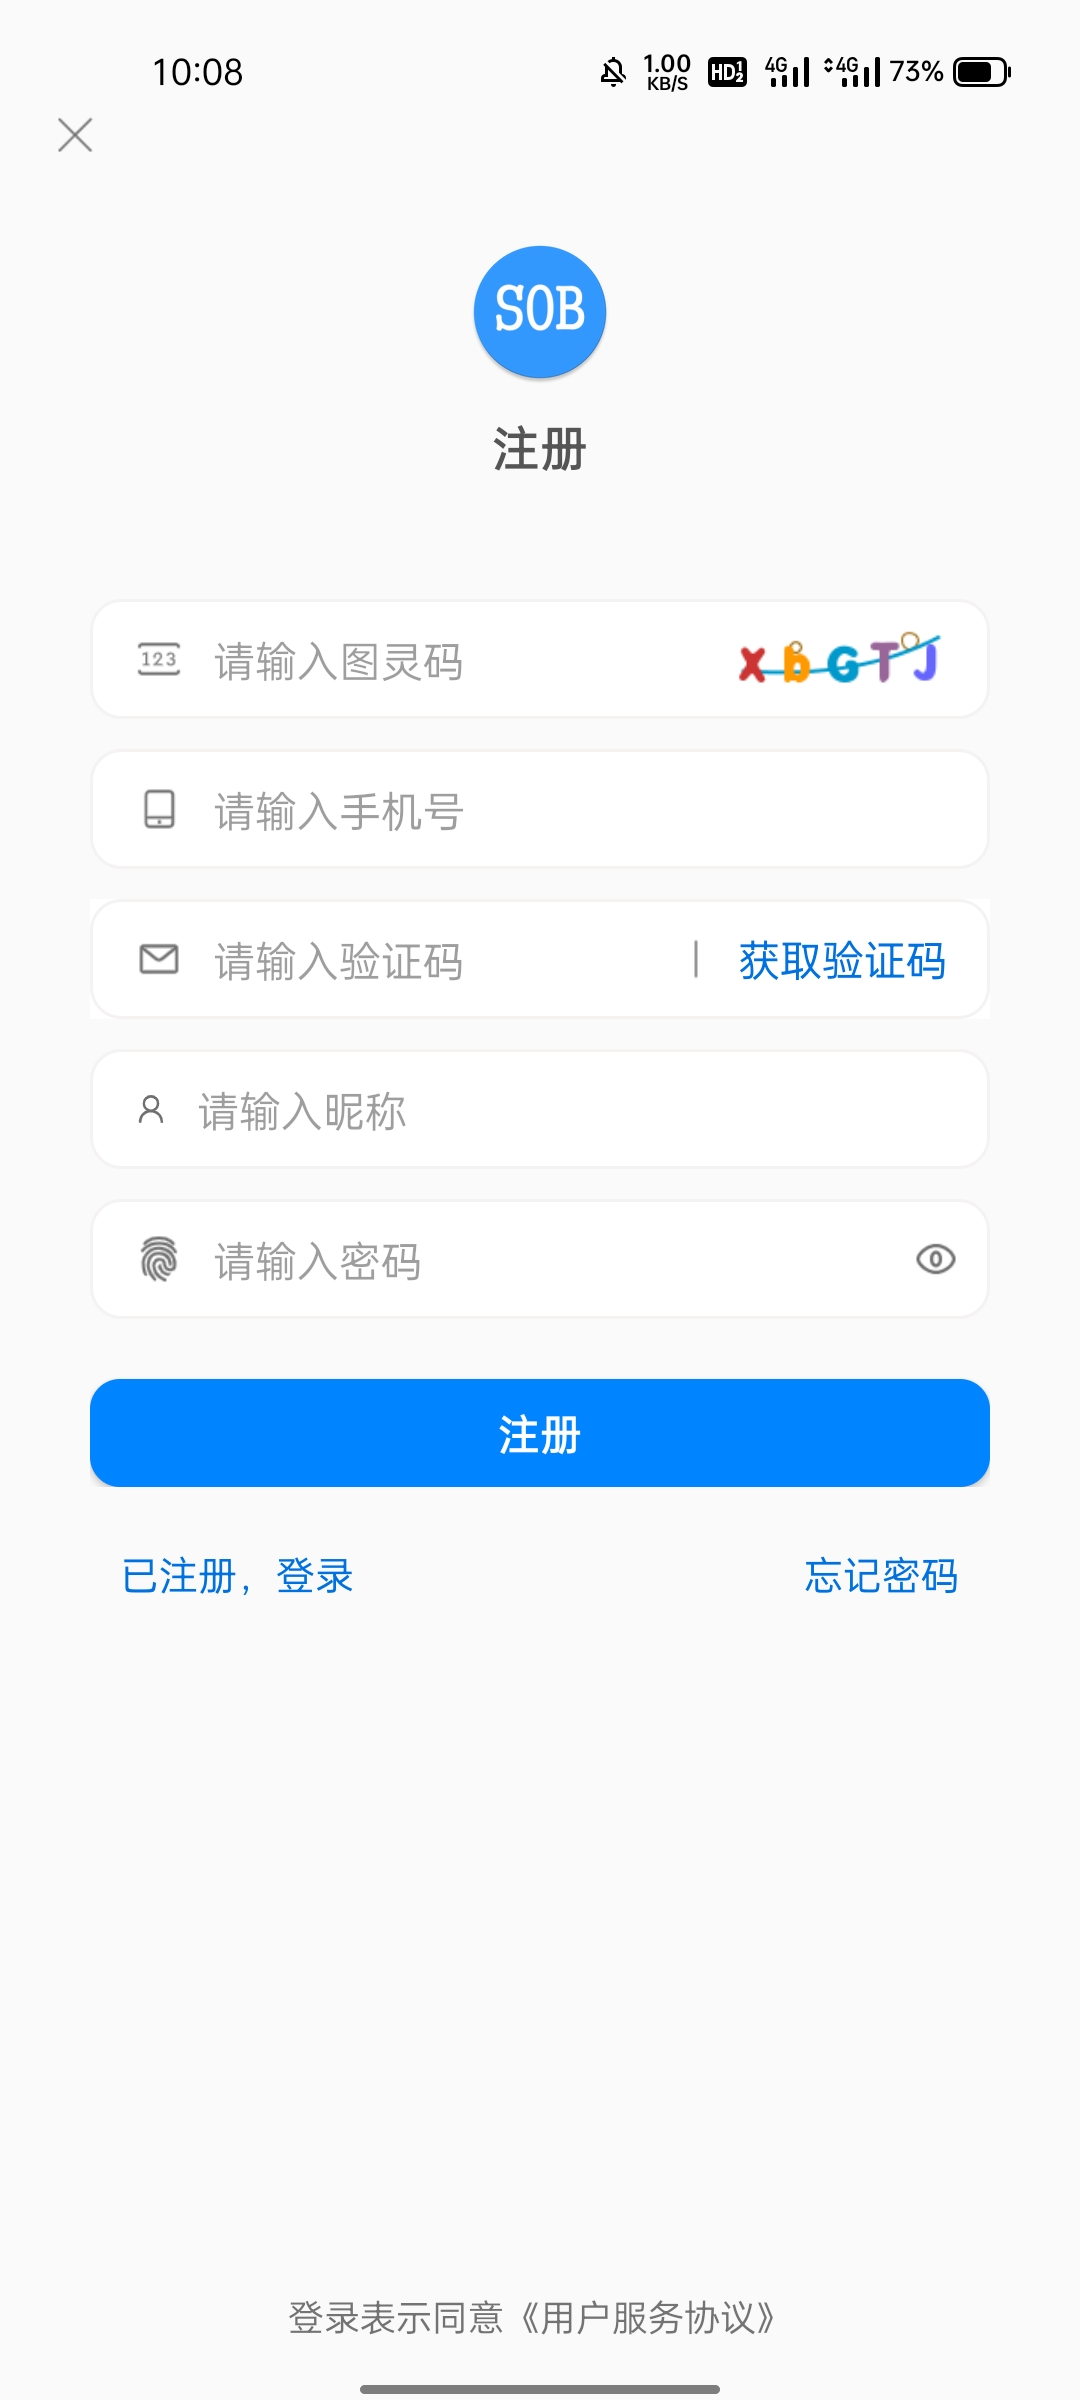 10:08
1.00 KB/S HD 1 2 4G 4G 73%
SOB
注册
123 请输入图灵码 XbGTJ
请输入手机号
请输入验证码 获取验证码
请输入昵称
请输入密码
注册
已注册，登录 忘记密码
登录表示同意《用户服务协议》